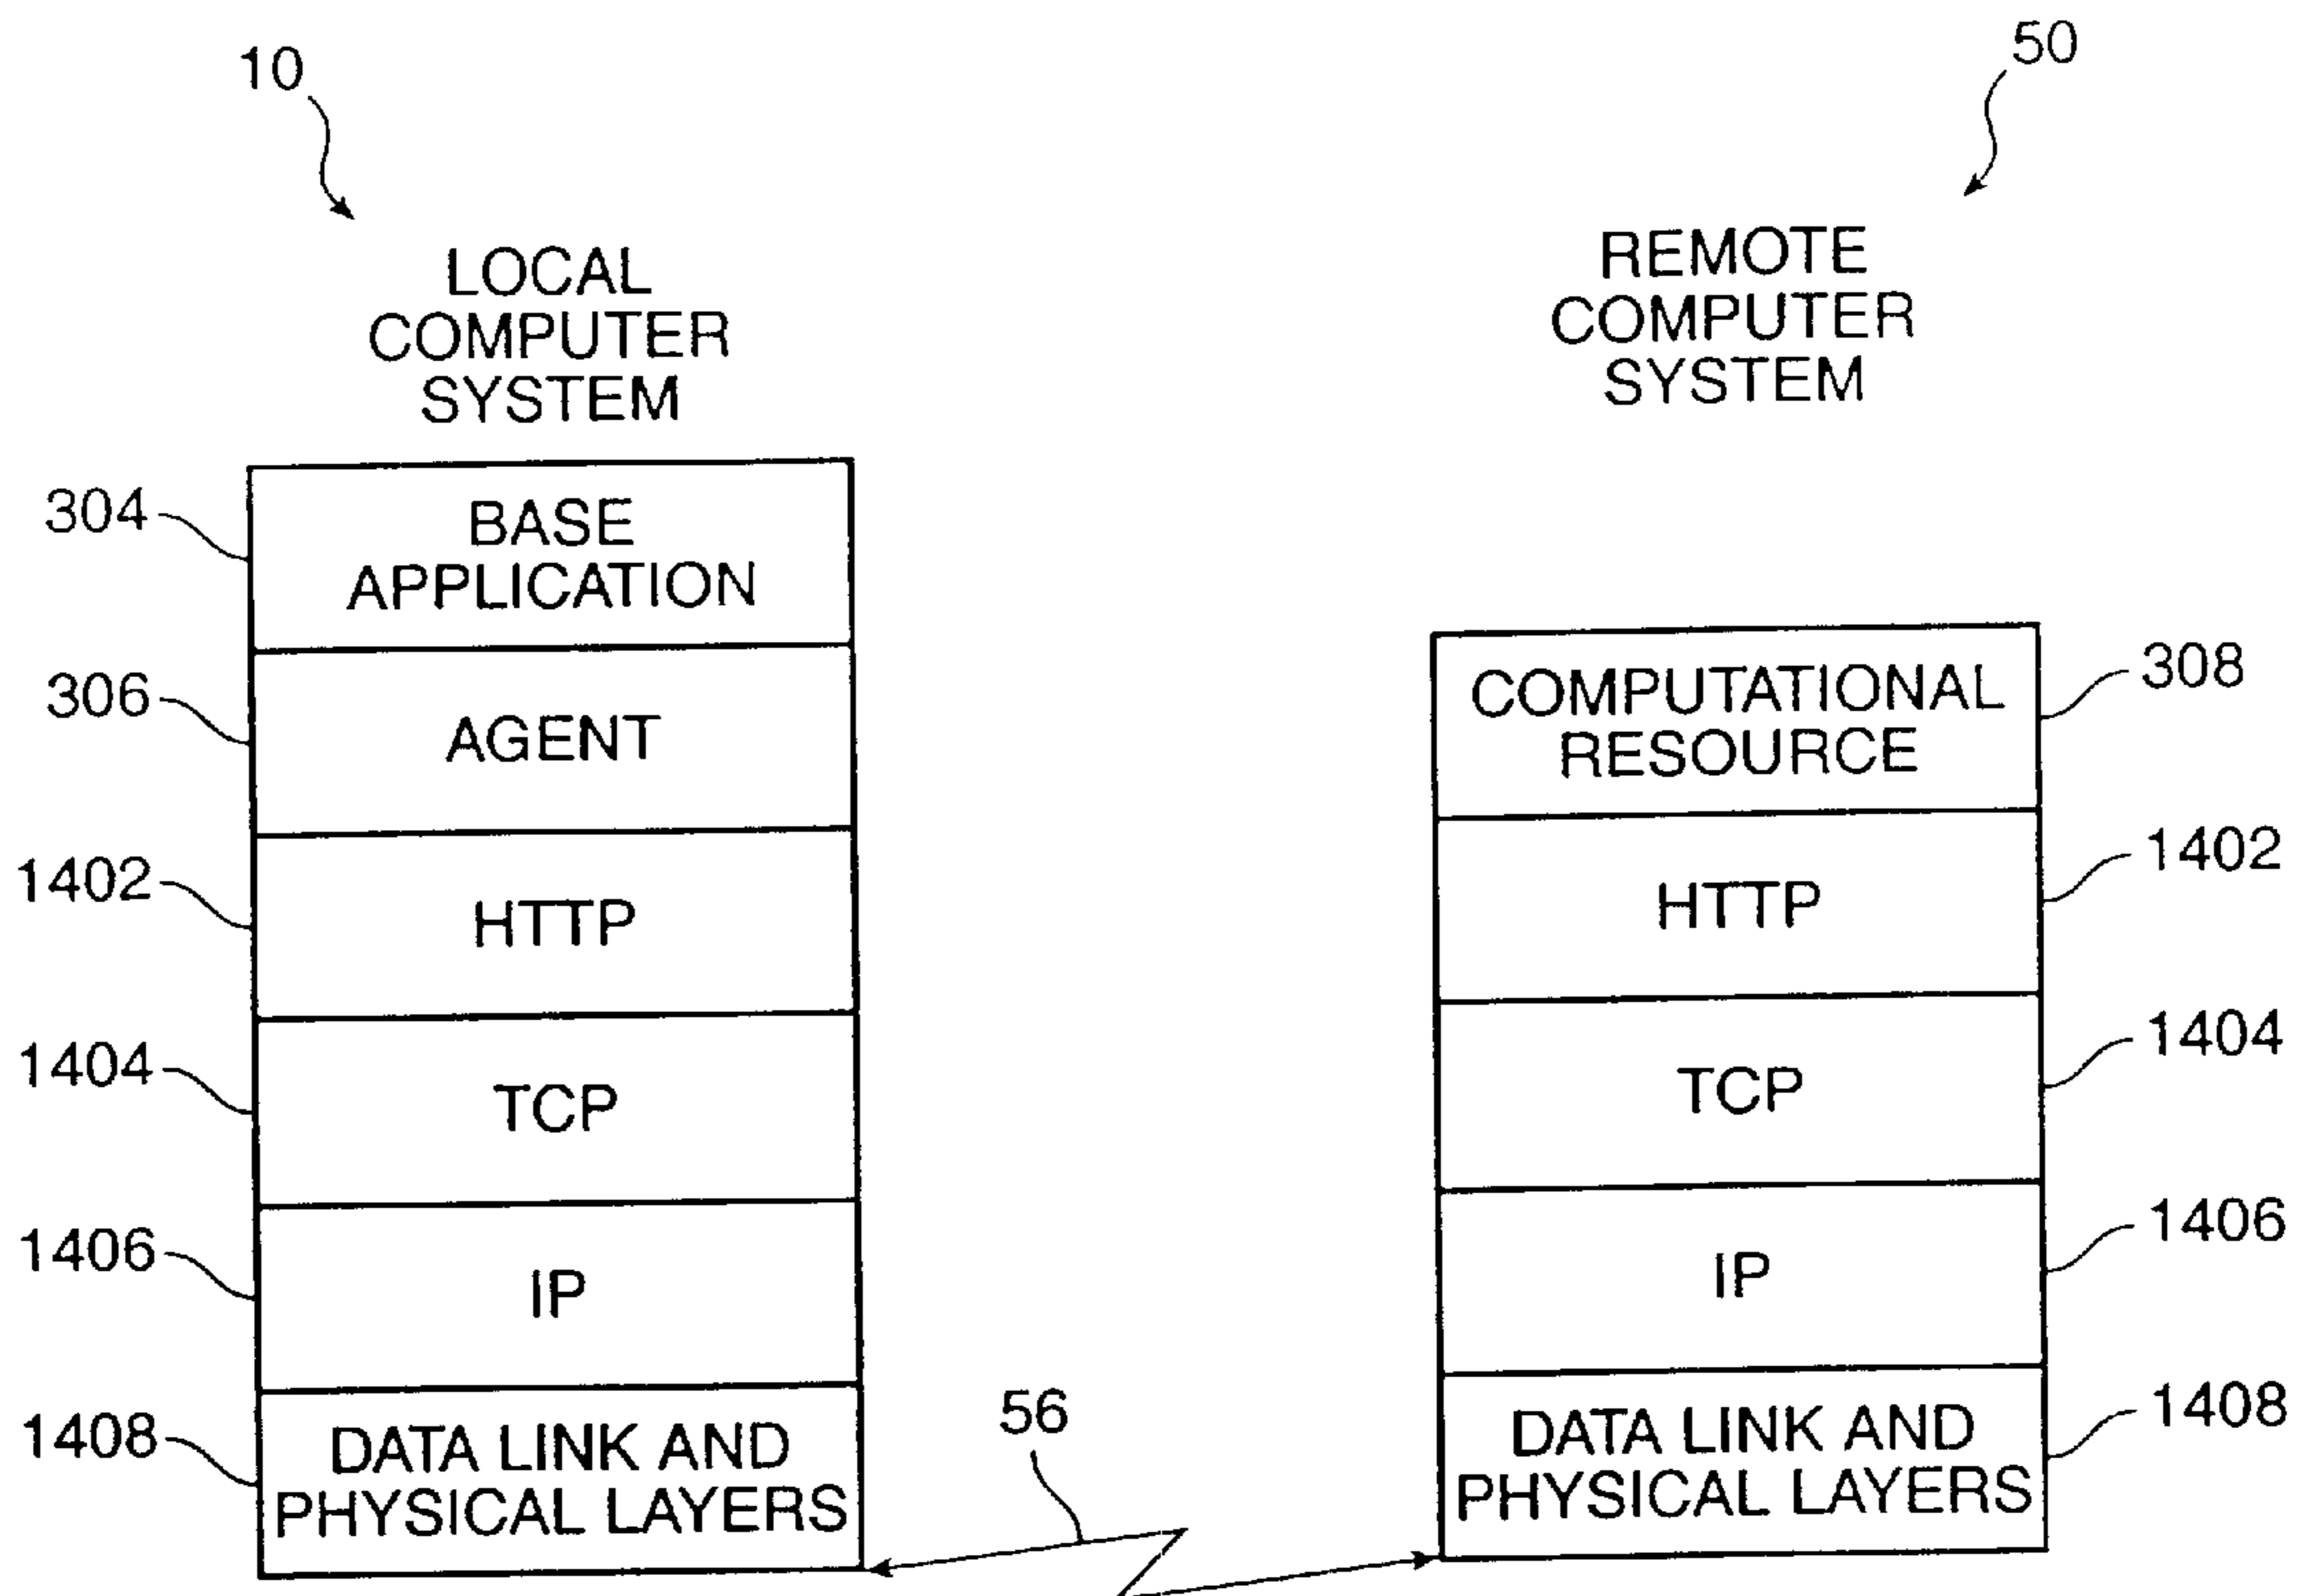 10
50
LOCAL
COMPUTER
SYSTEM
REMOTE
COMPUTER
SYSTEM
304
BASE
APPLICATION
306
AGENT
1402
HTTP
1404
TCP
1406
IP
1408
DATA LINK AND
PHYSICAL LAYERS
56
COMPUTATIONAL
RESOURCE
308
HTTP
1402
TCP
1404
IP
1406
DATA LINK AND
PHYSICAL LAYERS
1408